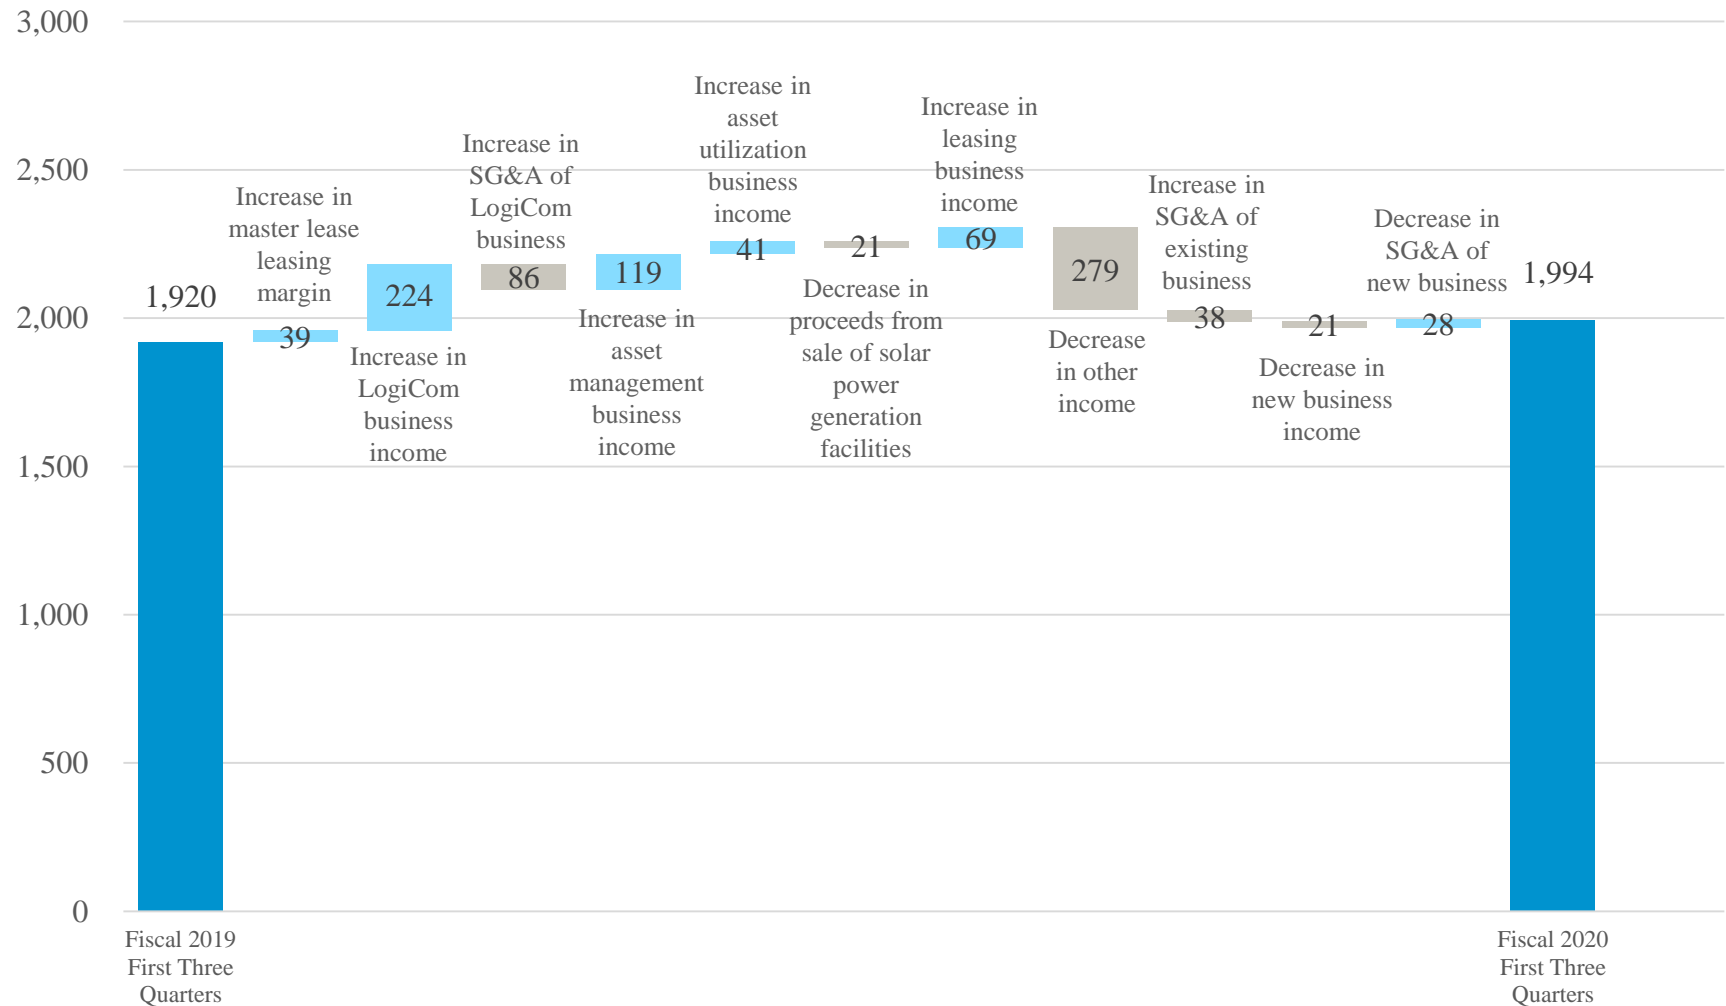 3,000
2,500
2,000
1,500
1,000
500
0
1,920
Fiscal 2019
First Three
Quarters
Increase in
master lease
leasing
margin
39
224
Increase in
LogiCom
business
income
Increase in
SG&A of
LogiCom
business
86
119
Increase in
asset
management
business
income
Increase in
asset
utilization
business
income
41
21
Decrease in
proceeds from
sale of solar
power
generation
facilities
Increase in
leasing
business
income
69
279
Decrease
in other
income
Increase in
SG&A of
existing
business
38
21
Decrease in
new business
income
Decrease in
SG&A of
new business
28
1,994
Fiscal 2020
First Three
Quarters